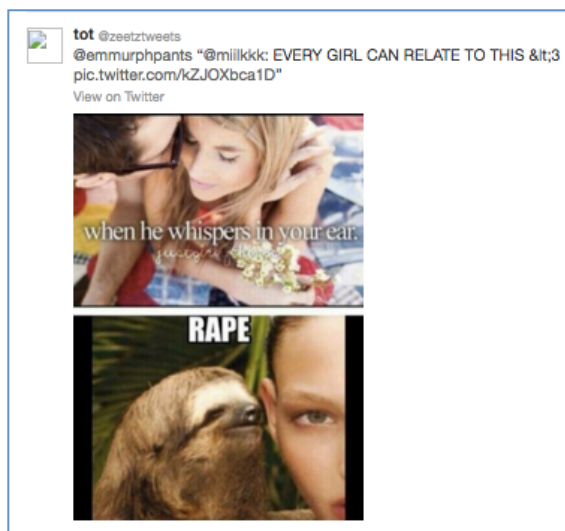 tot @zeetztweets
@emmurphpants “@miilkkk: EVERY GIRL CAN RELATE TO THIS &lt;3
pic.twitter.com/kZJOXbca1D”
View on Twitter
when he whispers in your ear.
RAPE